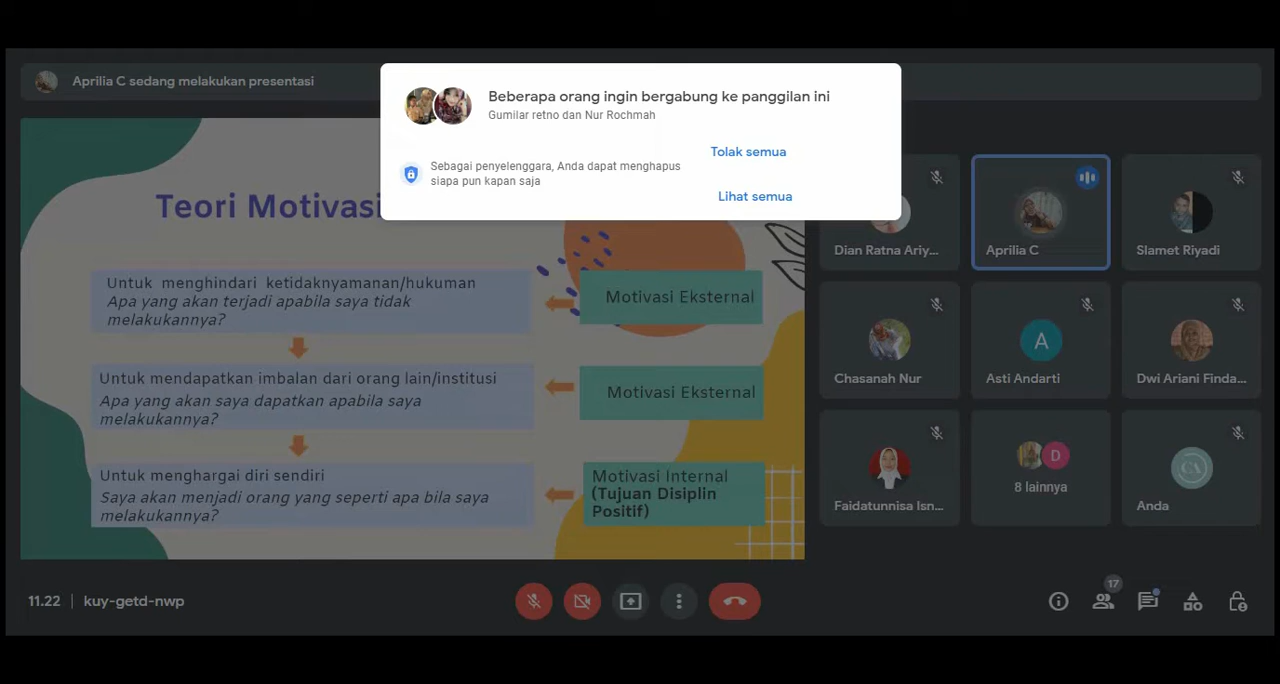 Aprilia C sedang melakukan presentasi
Beberapa orang ingin bergabung ke panggilan ini
Gumilar retno dan Nur Rochmah
Sebagai penyelenggara, Anda dapat menghapus
siapa pun kapan saja
Tolak semua
Lihat semua
Teori Motivasi
Untuk menghindari ketidaknyamanan/hukuman
Apa yang akan terjadi apabila saya tidak
melakukannya?
Motivasi Eksternal
Untuk mendapatkan imbalan dari orang lain/institusi
Apa yang akan saya dapatkan apabila saya
melakukannya?
Motivasi Eksternal
Untuk menghargai diri sendiri
Saya akan menjadi orang yang seperti apa bila saya
melakukannya?
Motivasi Internal
(Tujuan Disiplin
Positif)
Dian Ratna Ariy...
Aprilia C
Slamet Riyadi
Chasanah Nur
A
Asti Andarti
Dwi Ariani Finda...
Faidatunnisa Isn...
D
8 lainnya
CA
Anda
11.22 | kuy-getd-nwp
17